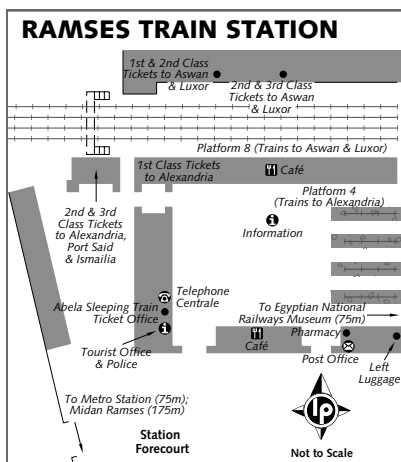 RAMSES TRAIN STATION
1st & 2nd Class
Tickets to Aswan
& Luxor
2nd & 3rd Class
Tickets to Aswan
& Luxor
Platform 8 (Trains to Aswan & Luxor)
1st Class Tickets
to Alexandria
Café
Platform 4
(Trains to Alexandria)
2nd & 3rd
Class Tickets
to Alexandria,
Port Said
& Ismailia
Information
Telephone
Centrale
Abela Sleeping Train
Ticket Office
To Egyptian National
Railways Museum (75m)
Pharmacy
Tourist Office
& Police
Café
Post Office
Left
Luggage
To Metro Station (75m);
Midan Ramses (175m)
lp
Station
Forecourt
Not to Scale